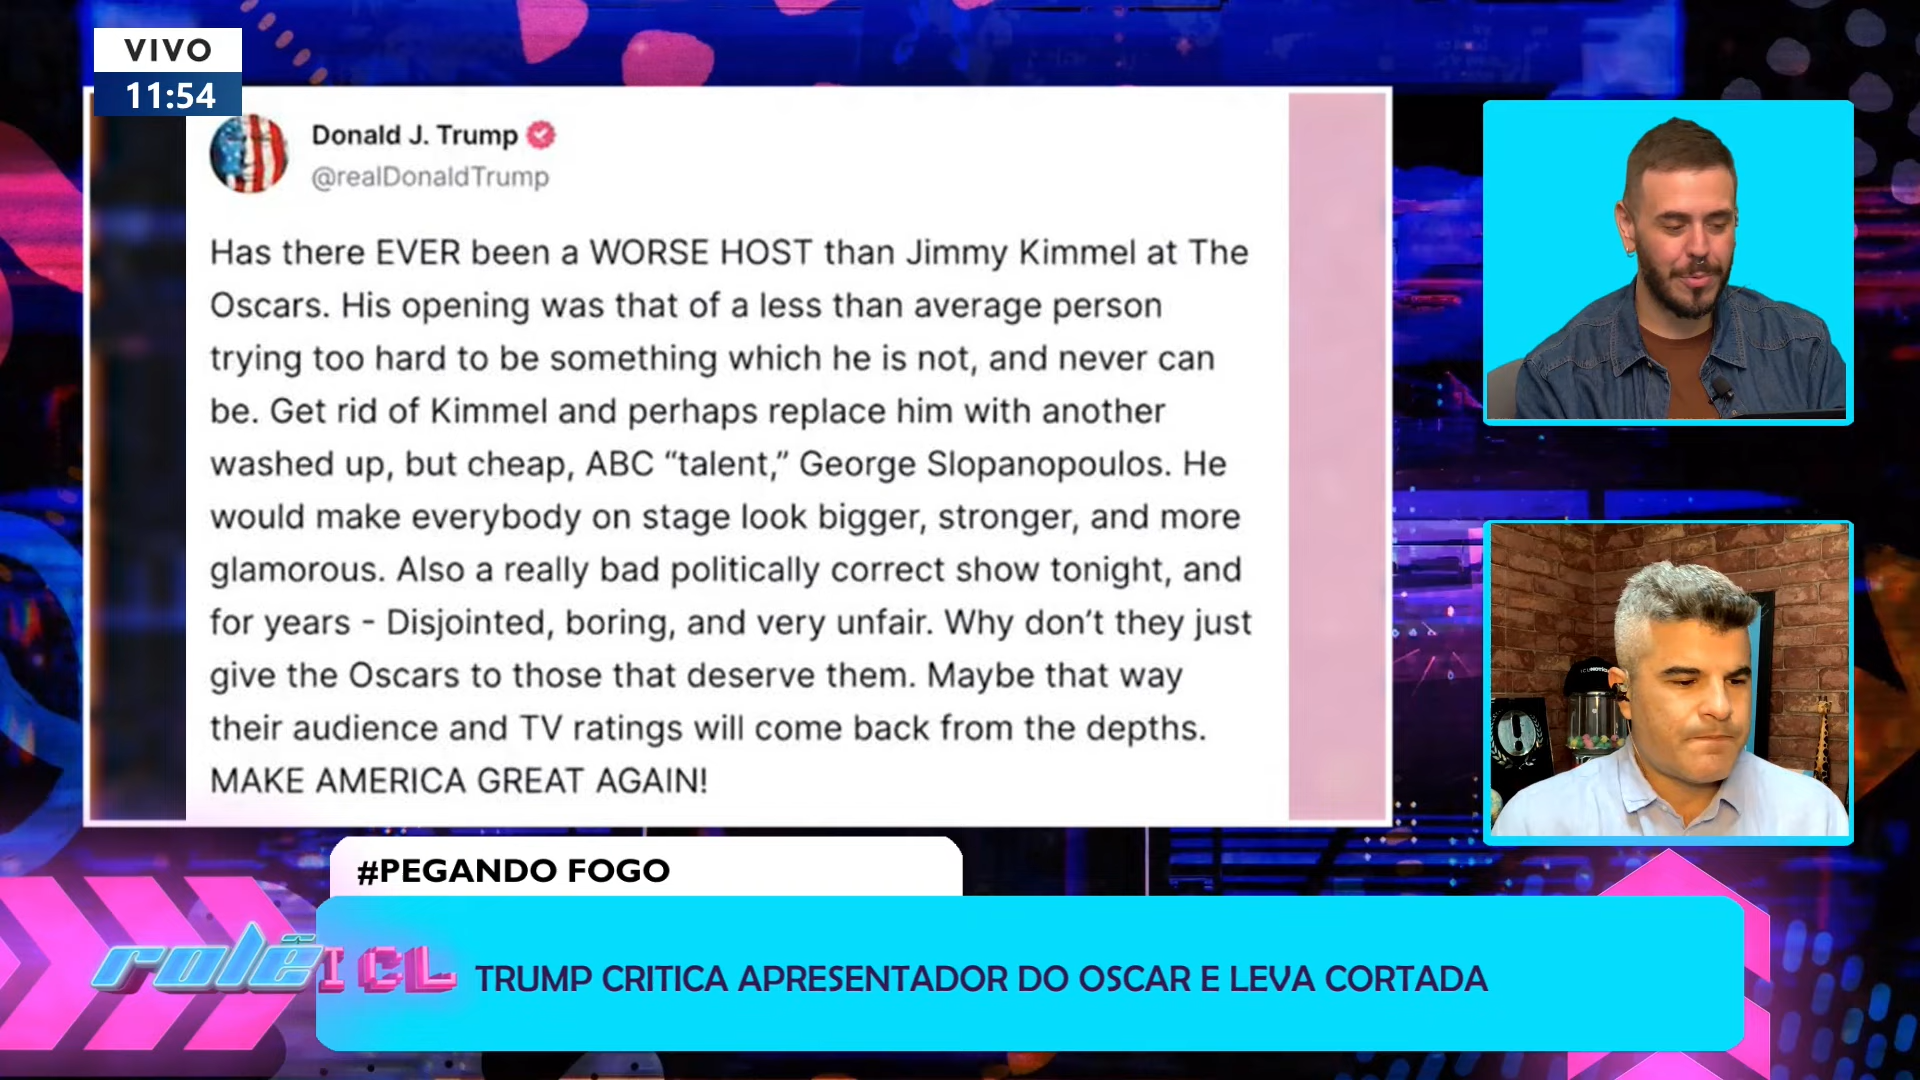 VIVO
11:54
Donald J. Trump
@realDonaldTrump
Has there EVER been a WORSE HOST than Jimmy Kimmel at The
Oscars. His opening was that of a less than average person
trying too hard to be something which he is not, and never can
be. Get rid of Kimmel and perhaps replace him with another
washed up, but cheap, ABC “talent,” George Slopanopoulos. He
would make everybody on stage look bigger, stronger, and more
glamorous. Also a really bad politically correct show tonight, and
for years - Disjointed, boring, and very unfair. Why don’t they just
give the Oscars to those that deserve them. Maybe that way
their audience and TV ratings will come back from the depths.
MAKE AMERICA GREAT AGAIN!
#PEGANDO FOGO
rolê ICL
TRUMP CRITICA APRESENTADOR DO OSCAR E LEVA CORTADA